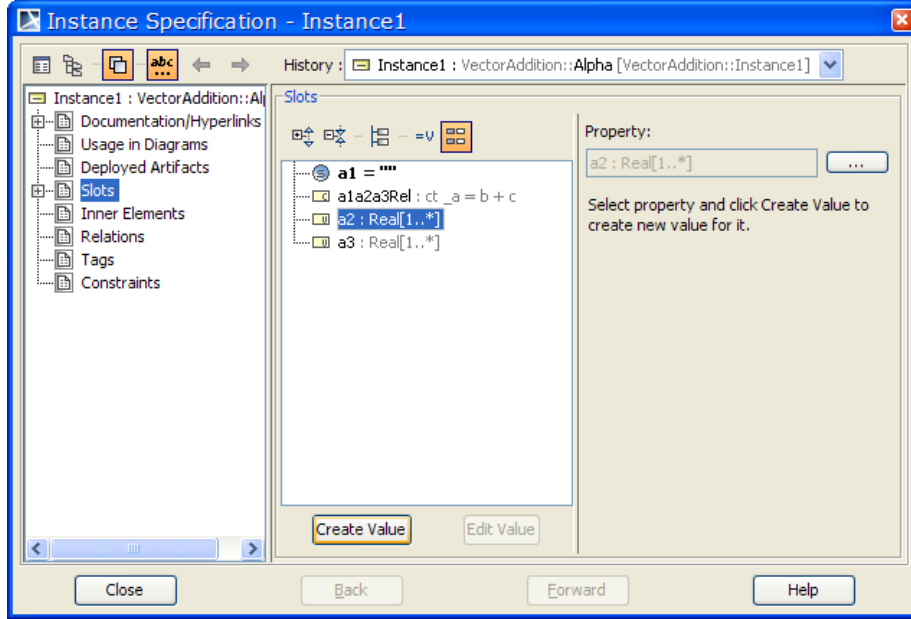 Instance Specification - Instance1
abc
History : Instance1 : VectorAddition::Alpha [VectorAddition::Instance1]
Instance1 : VectorAddition::Al
Documentation/Hyperlinks
Usage in Diagrams
Deployed Artifacts
Slots
Inner Elements
Relations
Tags
Constraints
Slots
=v
a1 = ""
a1a2a3Rel : ct _a = b + c
a2 : Real[1..*]
a3 : Real[1..*]
Create Value
Edit Value
Property:
a2 : Real[1..*]
...
Select property and click Create Value to
create new value for it.
Close
Back
Forward
Help